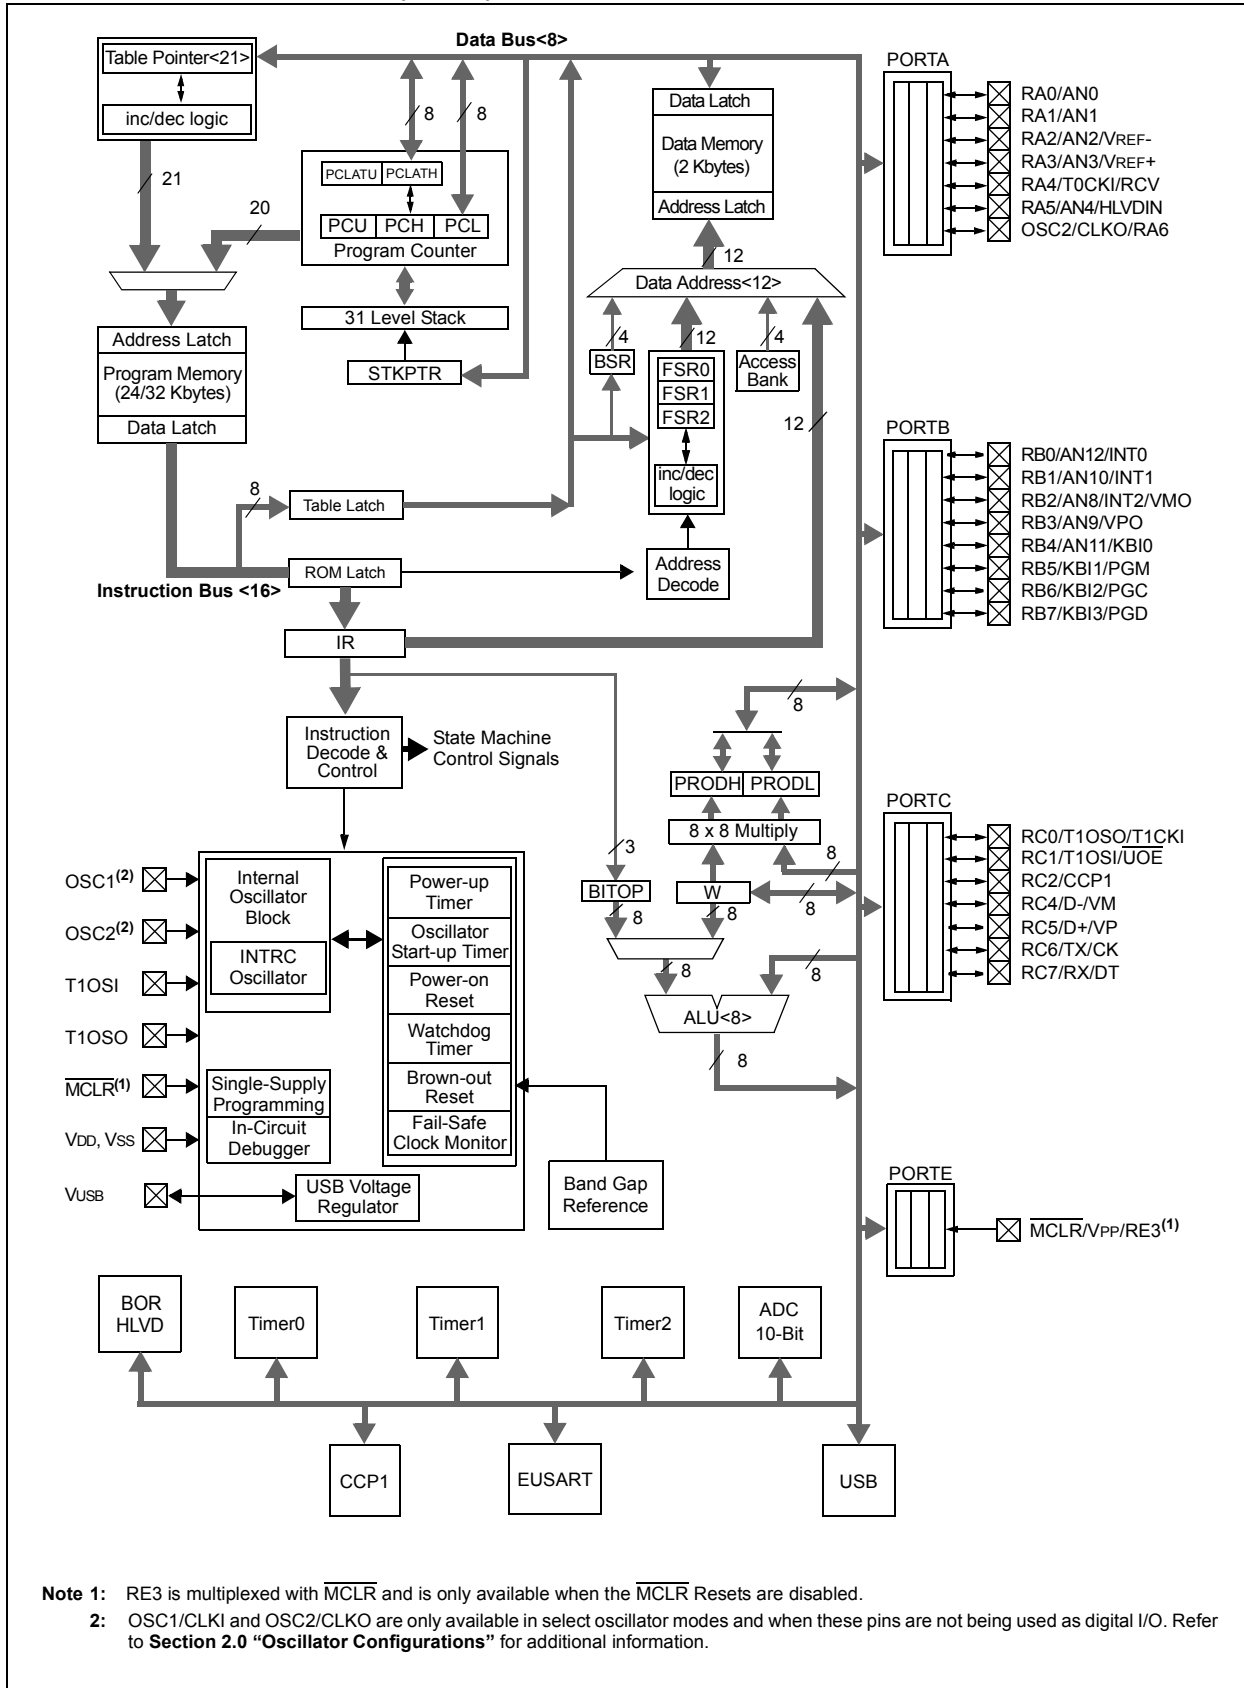 Data Bus<8>
Table Pointer<21>
inc/dec logic
21
20
8
8
PCLATU
PCLATH
PCU
PCH
PCL
Program Counter
31 Level Stack
STKPTR
Address Latch
Program Memory
(24/32 Kbytes)
Data Latch
8
Table Latch
ROM Latch
Instruction Bus <16>
IR
Data Latch
Data Memory
(2 Kbytes)
Address Latch
12
Data Address<12>
4
12
4
BSR
FSR0
FSR1
FSR2
inc/dec
logic
Access
Bank
12
Address
Decode
Instruction
Decode &
Control
State Machine
Control Signals
8
PRODH
PRODL
8 x 8 Multiply
8
3
BITOP
W
8
8
8
8
8
ALU<8>
8
OSC1(2)
OSC2(2)
T1OSI
T1OSO
MCLR(1)
VDD, VSS
VUSB
Internal
Oscillator
Block
INTRC
Oscillator
Single-Supply
Programming
In-Circuit
Debugger
USB Voltage
Regulator
Power-up
Timer
Oscillator
Start-up Timer
Power-on
Reset
Watchdog
Timer
Brown-out
Reset
Fail-Safe
Clock Monitor
Band Gap
Reference
PORTA
RA0/AN0
RA1/AN1
RA2/AN2/VREF-
RA3/AN3/VREF+
RA4/T0CKI/RCV
RA5/AN4/HLVDIN
OSC2/CLKO/RA6
PORTB
RB0/AN12/INT0
RB1/AN10/INT1
RB2/AN8/INT2/VMO
RB3/AN9/VPO
RB4/AN11/KBI0
RB5/KBI1/PGM
RB6/KBI2/PGC
RB7/KBI3/PGD
PORTC
RC0/T1OSO/T1CKI
RC1/T1OSI/UOE
RC2/CCP1
RC4/D-/VM
RC5/D+/VP
RC6/TX/CK
RC7/RX/DT
PORTE
MCLR/VPP/RE3(1)
BOR
HLVD
Timer0
Timer1
Timer2
ADC
10-Bit
CCP1
EUSART
USB
Note 1: RE3 is multiplexed with MCLR and is only available when the MCLR Resets are disabled.
2: OSC1/CLKI and OSC2/CLKO are only available in select oscillator modes and when these pins are not being used as digital I/O. Refer
to Section 2.0 “Oscillator Configurations” for additional information.